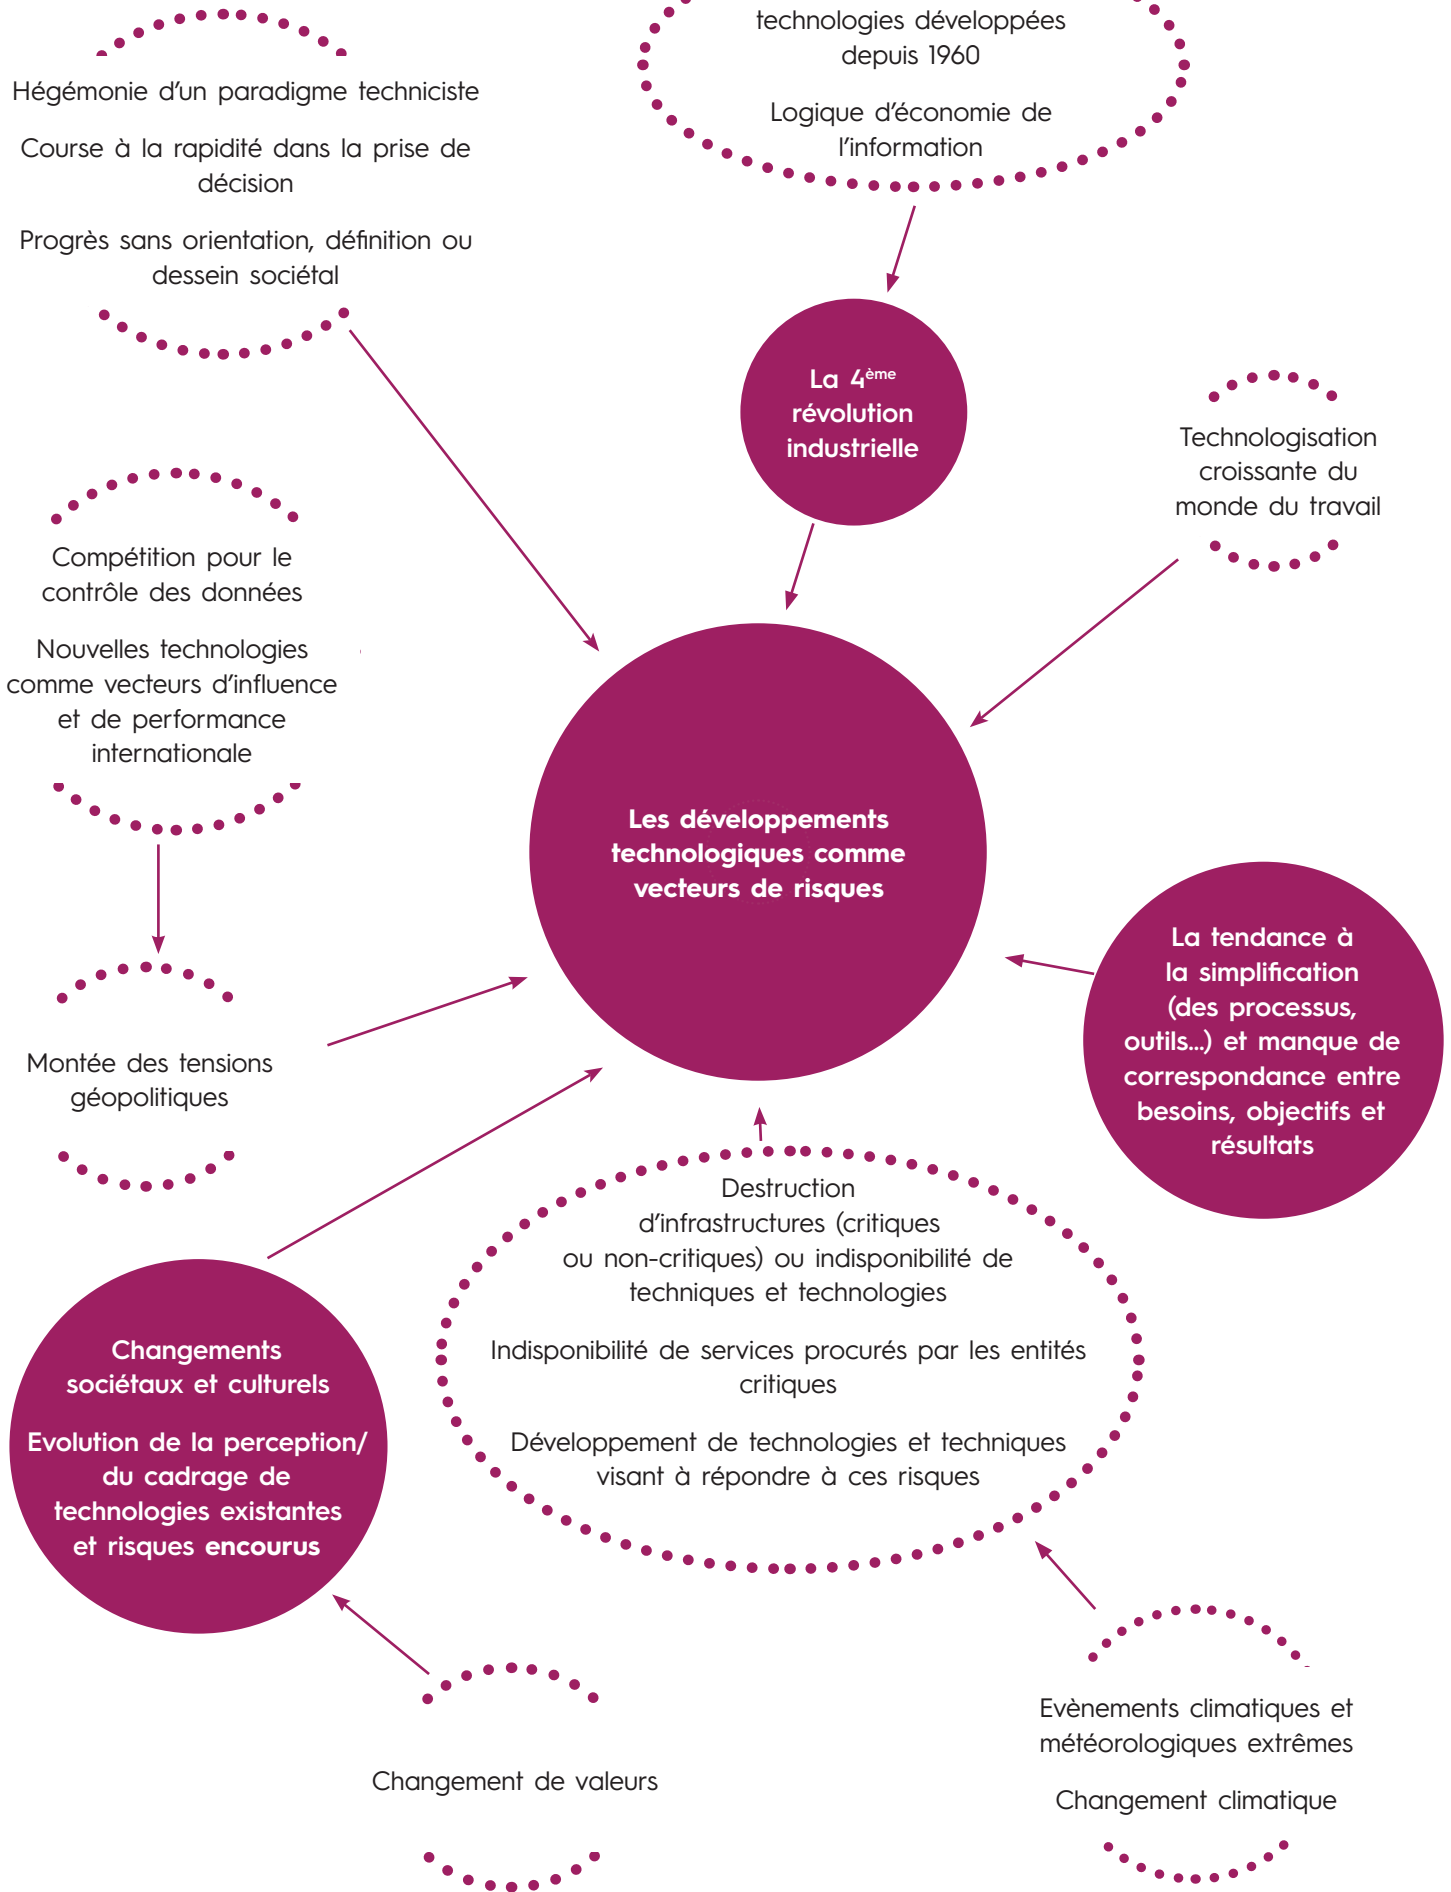 technologies développées
depuis 1960
Logique d'économie de
l'information
Hégémonie d'un paradigme techniciste
Course à la rapidité dans la prise de
décision
Progrès sans orientation, définition ou
dessein sociétal
La 4ème
révolution
industrielle
Technologisation
croissante du
monde du travail
Compétition pour le
contrôle des données
Nouvelles technologies
comme vecteurs d'influence
et de performance
internationale
Les développements
technologiques comme
vecteurs de risques
La tendance à
la simplification
(des processus,
outils...) et manque de
correspondance entre
besoins, objectifs et
résultats
Montée des tensions
géopolitiques
Destruction
d'infrastructures (critiques
ou non-critiques) ou indisponibilité de
techniques et technologies
Indisponibilité de services procurés par les entités
critiques
Développement de technologies et techniques
visant à répondre à ces risques
Changements
sociétaux et culturels
Evolution de la perception/
du cadrage de
technologies existantes
et risques encourus
Changement de valeurs
Evènements climatiques et
météorologiques extrêmes
Changement climatique